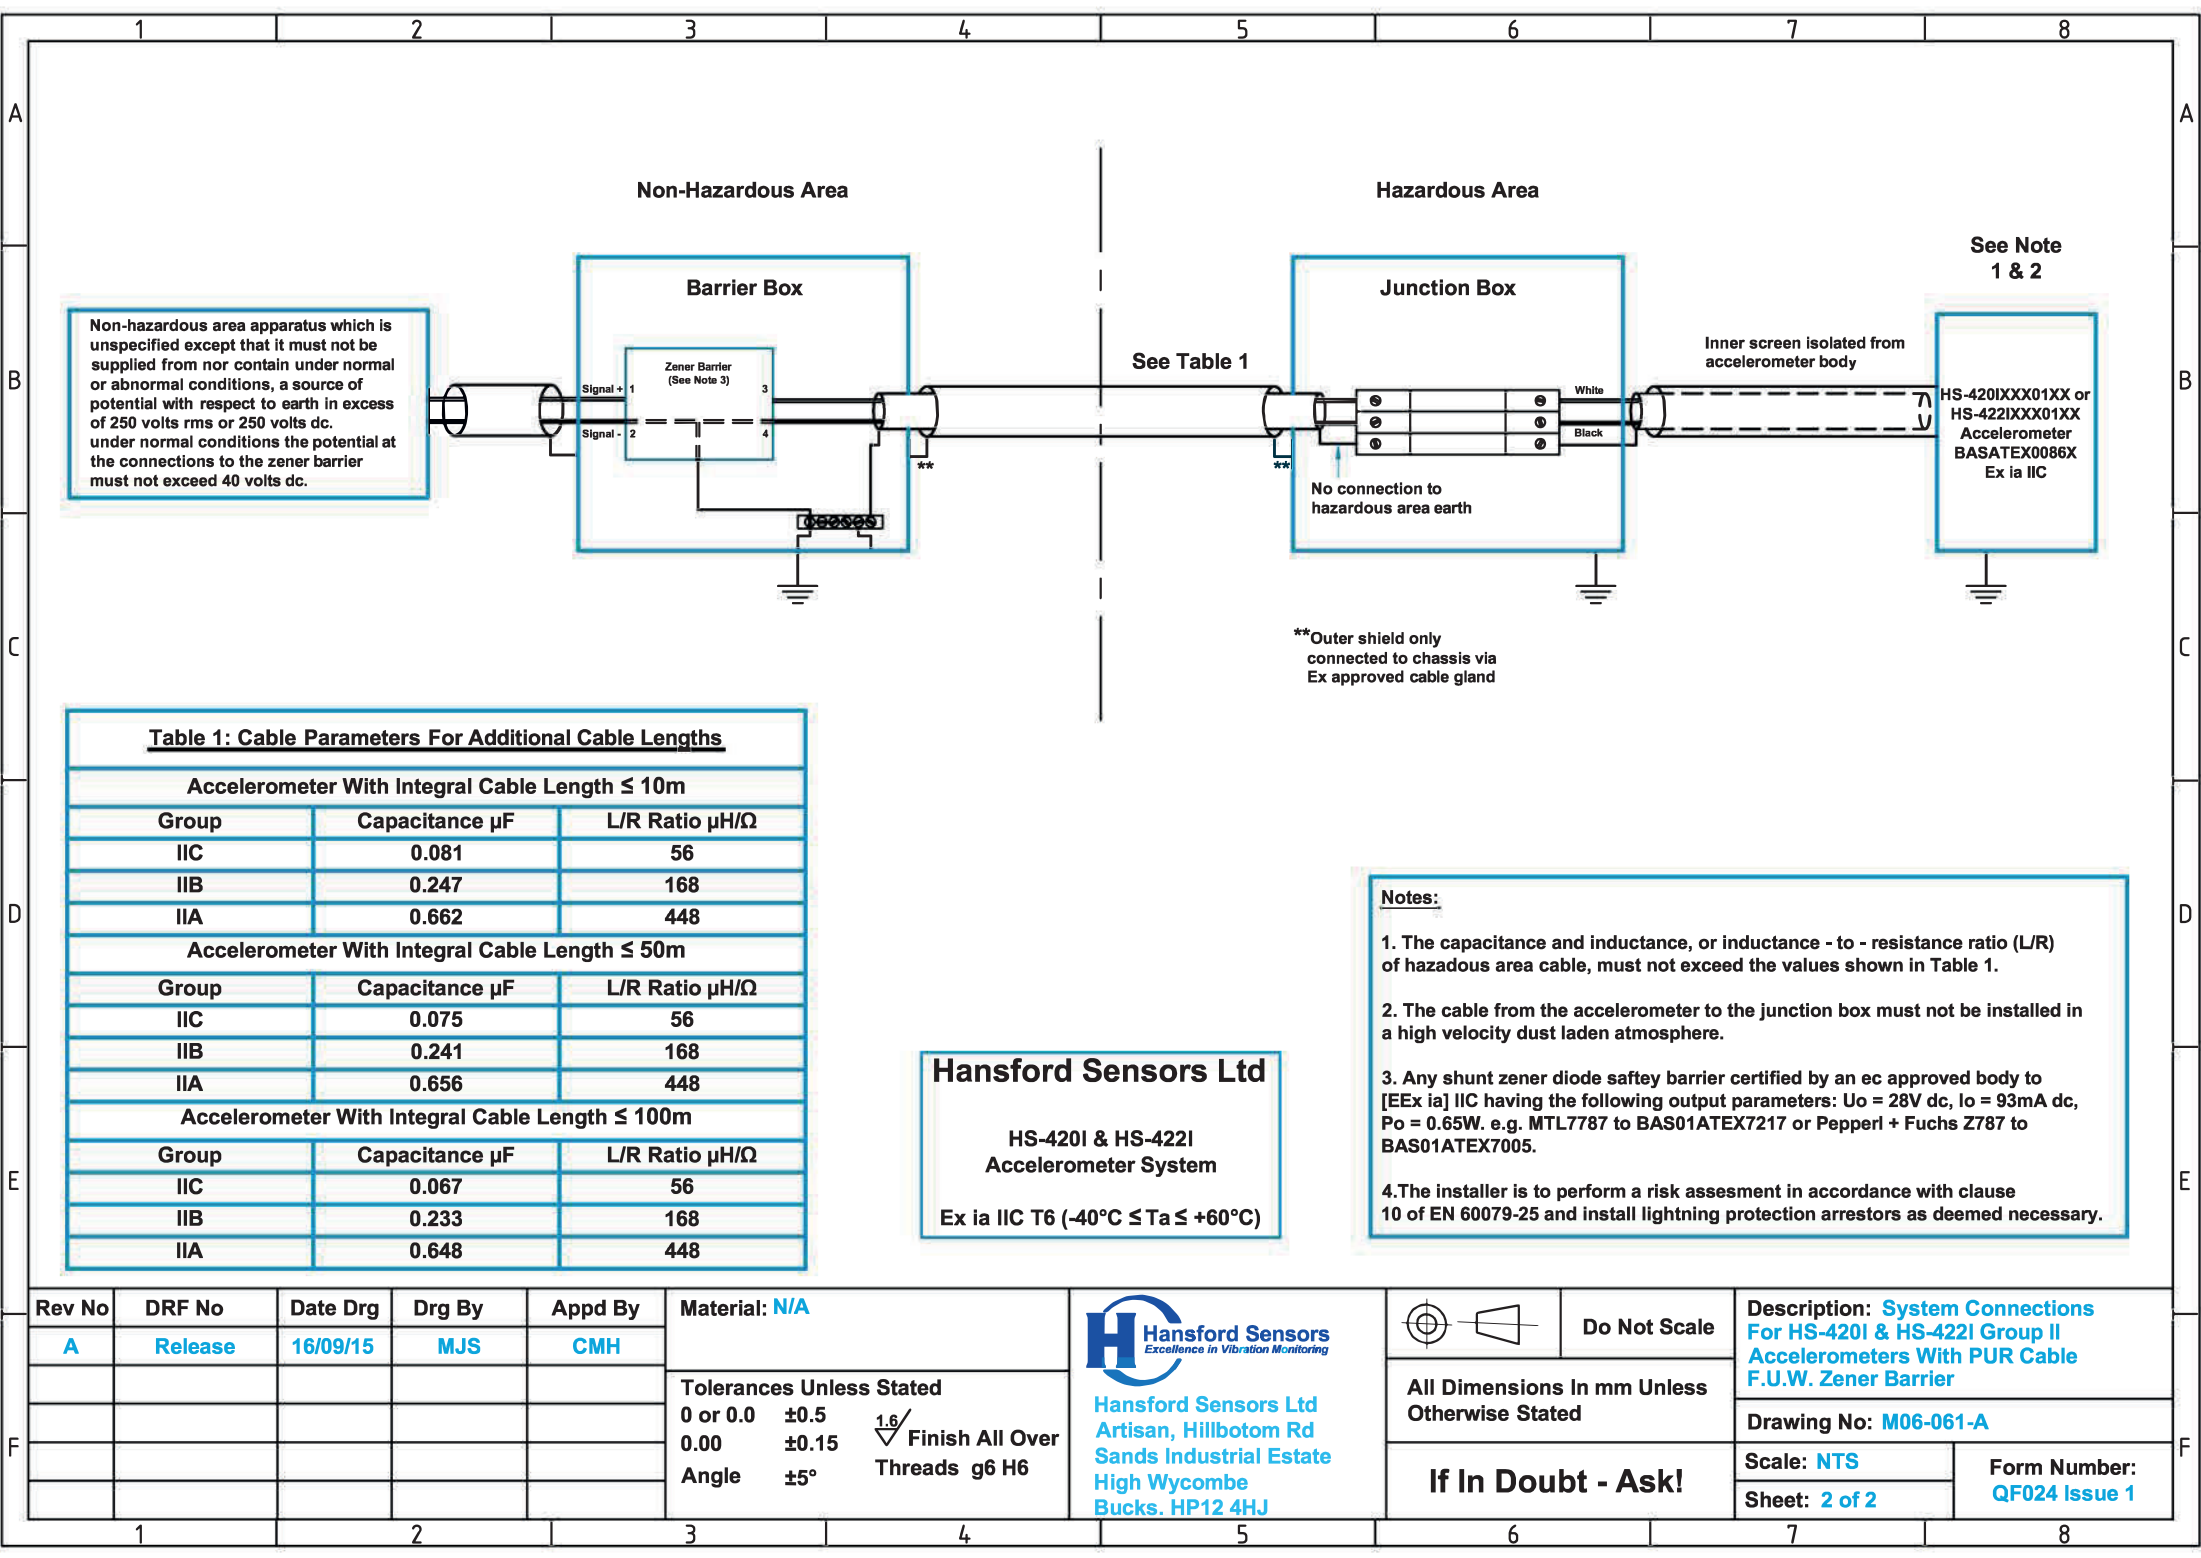 1 2 3 4 5 6 7 8
A A
B B
C C
D D
E E
F F
Non-Hazardous Area
Hazardous Area
See Note
1 & 2
Barrier Box
Junction Box
Non-hazardous area apparatus which is
unspecified except that it must not be
supplied from nor contain under normal
or abnormal conditions, a source of
potential with respect to earth in excess
of 250 volts rms or 250 volts dc.
under normal conditions the potential at
the connections to the zener barrier
must not exceed 40 volts dc.
Zener Barrier
(See Note 3)
Signal + 1
3
Signal - 2
4
**
See Table 1
**
White
Black
No connection to
hazardous area earth
Inner screen isolated from
accelerometer body
HS-420IXXX01XX or
HS-422IXXX01XX
Accelerometer
BASATEX0086X
Ex ia IIC
**Outer shield only
connected to chassis via
Ex approved cable gland
Table 1: Cable Parameters For Additional Cable Lengths
Accelerometer With Integral Cable Length ≤ 10m
Group Capacitance µF L/R Ratio µH/Ω
IIC 0.081 56
IIB 0.247 168
IIA 0.662 448
Accelerometer With Integral Cable Length ≤ 50m
Group Capacitance µF L/R Ratio µH/Ω
IIC 0.075 56
IIB 0.241 168
IIA 0.656 448
Accelerometer With Integral Cable Length ≤ 100m
Group Capacitance µF L/R Ratio µH/Ω
IIC 0.067 56
IIB 0.233 168
IIA 0.648 448
Hansford Sensors Ltd
HS-420I & HS-422I
Accelerometer System
Ex ia IIC T6 (-40°C ≤ Ta ≤ +60°C)
Notes:
1. The capacitance and inductance, or inductance - to - resistance ratio (L/R)
of hazadous area cable, must not exceed the values shown in Table 1.
2. The cable from the accelerometer to the junction box must not be installed in
a high velocity dust laden atmosphere.
3. Any shunt zener diode saftey barrier certified by an ec approved body to
[EEx ia] IIC having the following output parameters: Uo = 28V dc, Io = 93mA dc,
Po = 0.65W. e.g. MTL7787 to BAS01ATEX7217 or Pepperl + Fuchs Z787 to
BAS01ATEX7005.
4.The installer is to perform a risk assesment in accordance with clause
10 of EN 60079-25 and install lightning protection arrestors as deemed necessary.
Rev No DRF No Date Drg Drg By Appd By
A Release 16/09/15 MJS CMH
Material: N/A
Tolerances Unless Stated
0 or 0.0 ±0.5
0.00 ±0.15
Angle ±5°
1.6/
Finish All Over
Threads g6 H6
H
Hansford Sensors
Excellence in Vibration Monitoring
Hansford Sensors Ltd
Artisan, Hillbotom Rd
Sands Industrial Estate
High Wycombe
Bucks. HP12 4HJ
Do Not Scale
All Dimensions In mm Unless
Otherwise Stated
If In Doubt - Ask!
Description: System Connections
For HS-420I & HS-422I Group II
Accelerometers With PUR Cable
F.U.W. Zener Barrier
Drawing No: M06-061-A
Scale: NTS
Sheet: 2 of 2
Form Number:
QF024 Issue 1
1 2 3 4 5 6 7 8